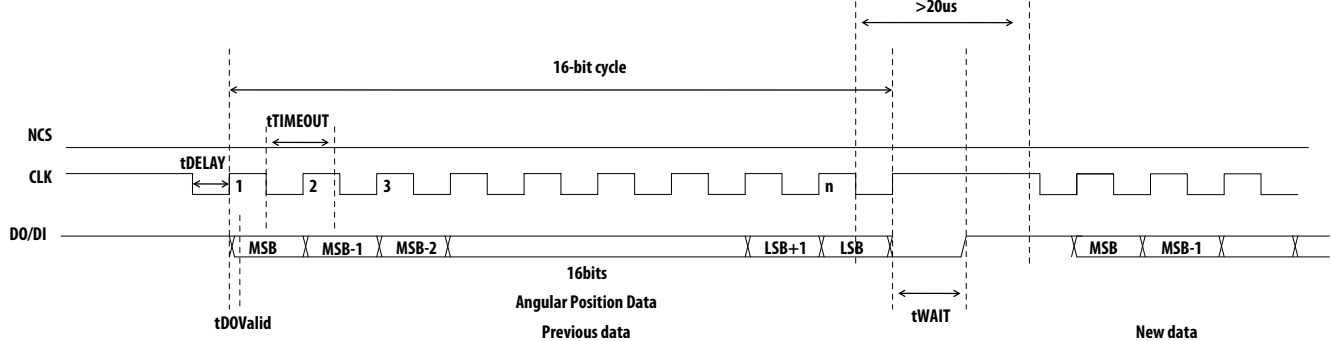 >20us
16-bit cycle
tTIMEOUT
NCS
tDELAY
CLK
1
2
3
n
DO/DI
MSB
MSB-1
MSB-2
LSB+1
LSB
MSB
MSB-1
16bits
Angular Position Data
tWAIT
tDOValid
Previous data
New data